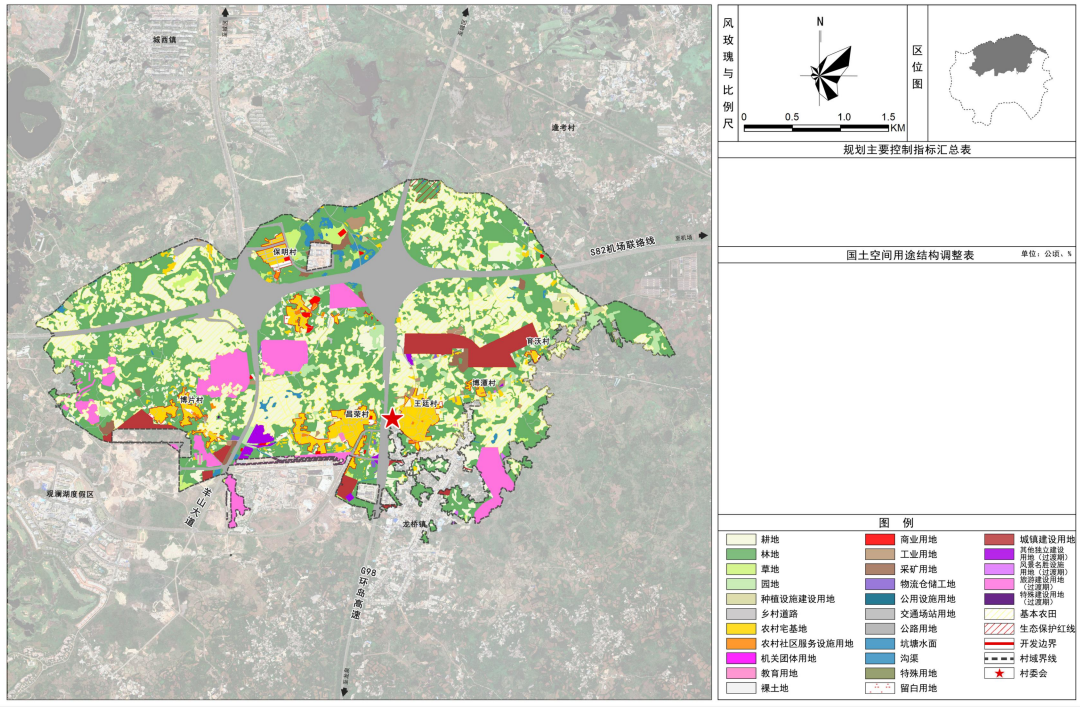 城西镇
至城区
至城区
逢考村
S82机场联络线
至机场
保明村
育沃村
博潭村
王延村
博片村
昌荣村
观澜湖度假区
羊山大道
龙桥镇
G98环岛高速
风玫瑰与比例尺
N
0 0.5 1.0 1.5
KM
区位图
规划主要控制指标汇总表
国土空间用途结构调整表
单位：公顷、%
图 例
耕地
林地
草地
园地
种植设施建设用地
乡村道路
农村宅基地
农村社区服务设施用地
机关团体用地
教育用地
裸土地
商业用地
工业用地
采矿用地
物流仓储工地
公用设施用地
交通场站用地
公路用地
坑塘水面
沟渠
特殊用地
留白用地
城镇建设用地
其他独立建设
用地（过渡期）
风景名胜设施
用地（过渡期）
旅游建设用地
（过渡期）
特殊建设用地
（过渡期）
基本农田
生态保护红线
开发边界
村域界线
村委会